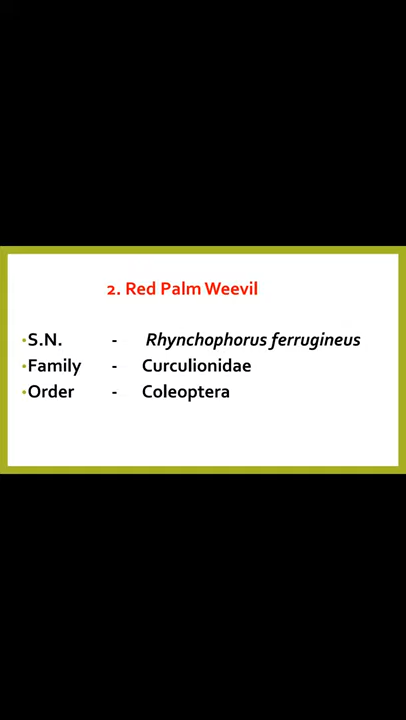 2. Red Palm Weevil
•S.N. - Rhynchophorus ferrugineus
•Family - Curculionidae
•Order - Coleoptera